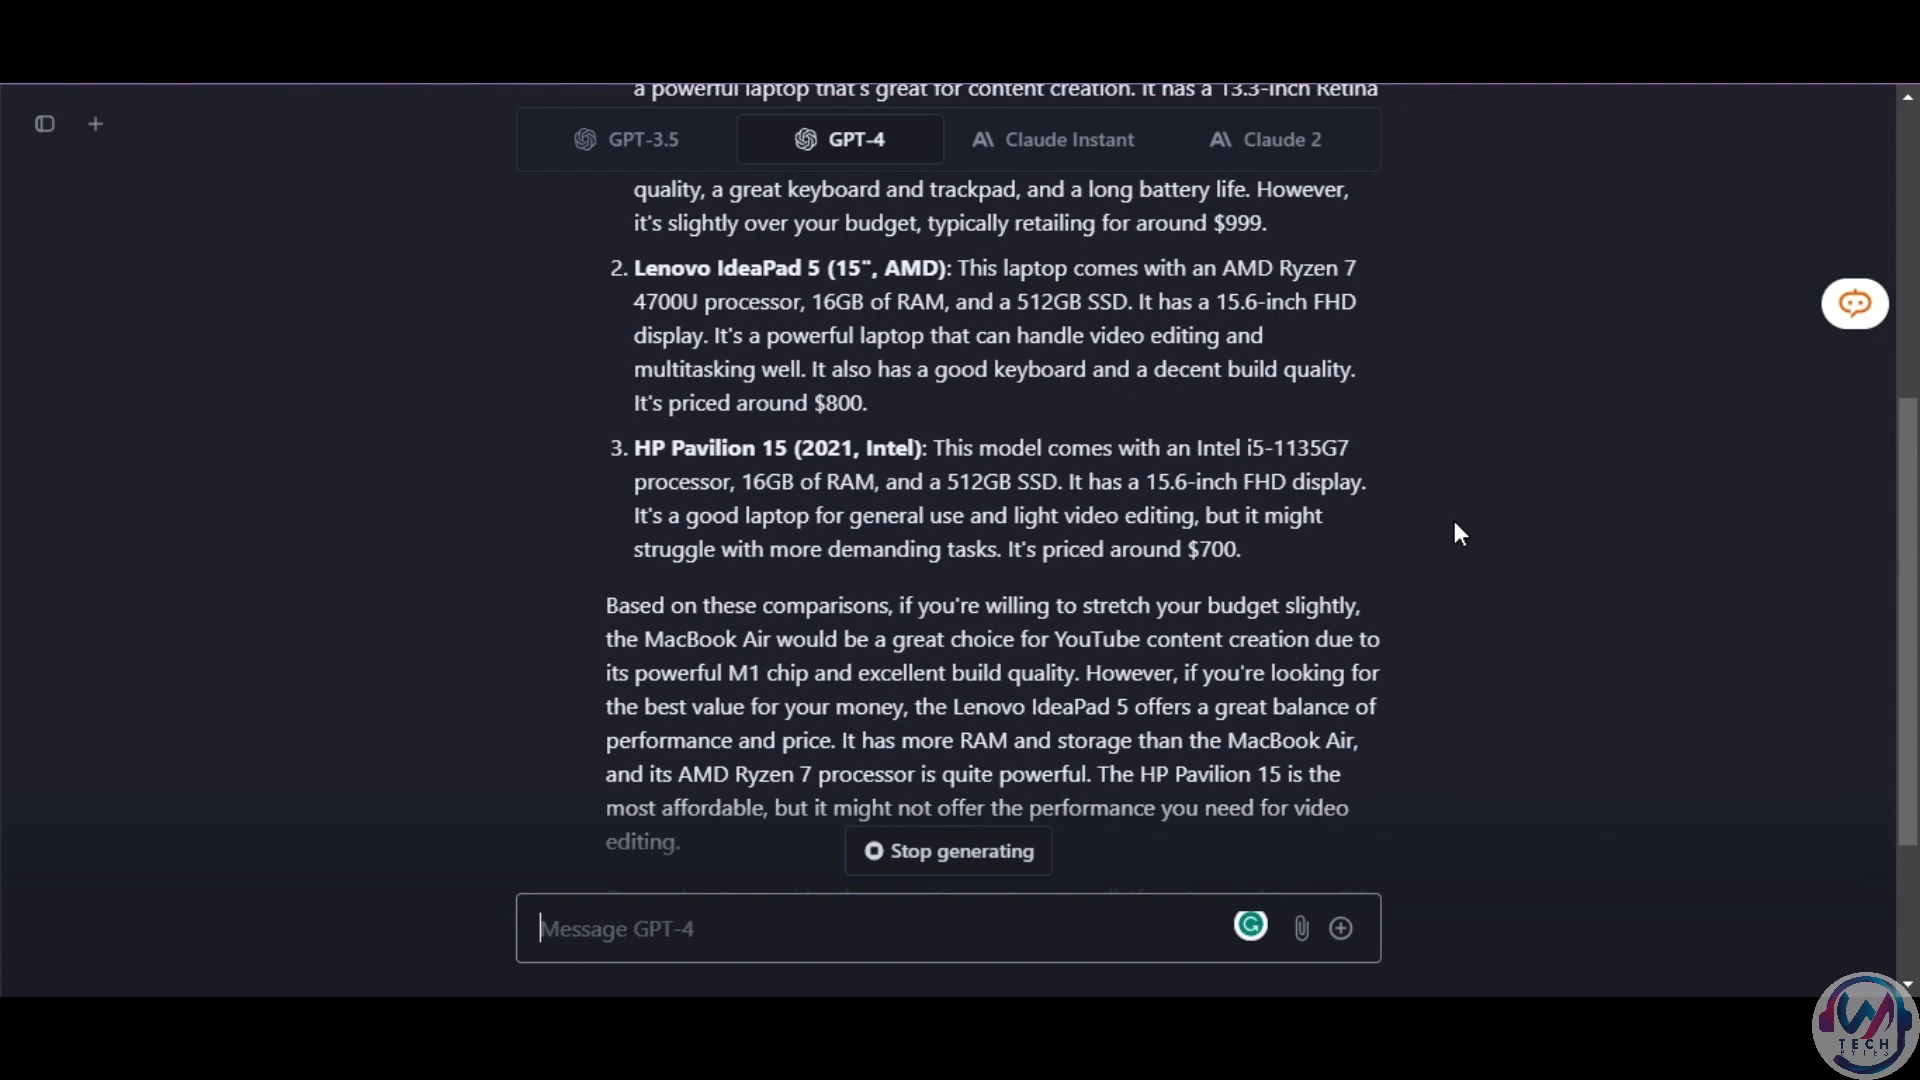 a powerful laptop that's great for content creation. It has a 13.3-inch Retina
GPT-3.5 GPT-4 Claude Instant Claude 2
quality, a great keyboard and trackpad, and a long battery life. However,
it's slightly over your budget, typically retailing for around $999.
2. Lenovo IdeaPad 5 (15", AMD): This laptop comes with an AMD Ryzen 7
4700U processor, 16GB of RAM, and a 512GB SSD. It has a 15.6-inch FHD
display. It's a powerful laptop that can handle video editing and
multitasking well. It also has a good keyboard and a decent build quality.
It's priced around $800.
3. HP Pavilion 15 (2021, Intel): This model comes with an Intel i5-1135G7
processor, 16GB of RAM, and a 512GB SSD. It has a 15.6-inch FHD display.
It's a good laptop for general use and light video editing, but it might
struggle with more demanding tasks. It's priced around $700.
Based on these comparisons, if you're willing to stretch your budget slightly,
the MacBook Air would be a great choice for YouTube content creation due to
its powerful M1 chip and excellent build quality. However, if you're looking for
the best value for your money, the Lenovo IdeaPad 5 offers a great balance of
performance and price. It has more RAM and storage than the MacBook Air,
and its AMD Ryzen 7 processor is quite powerful. The HP Pavilion 15 is the
most affordable, but it might not offer the performance you need for video
editing.
Stop generating
Message GPT-4
TECH
BYTES